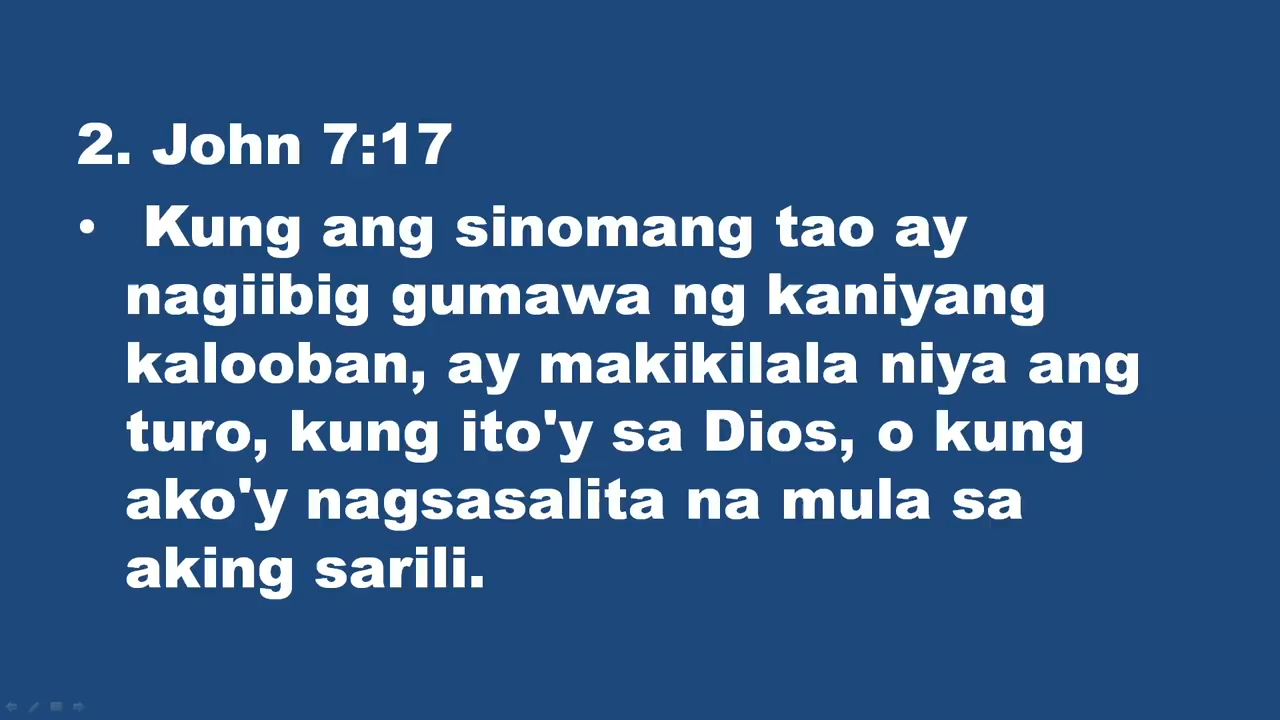 2. John 7:17
• Kung ang sinomang tao ay
nagiibig gumawa ng kaniyang
kalooban, ay makikilala niya ang
turo, kung ito'y sa Dios, o kung
ako'y nagsasalita na mula sa
aking sarili.